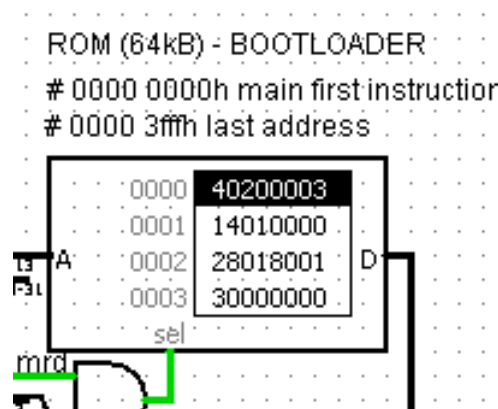 ROM (64kB) - BOOTLOADER
# 0000 0000h main first instruction
# 0000 3fffh last address
0000 40200003
0001 14010000
A 0002 28018001 D
0003 30000000
sel
mrd